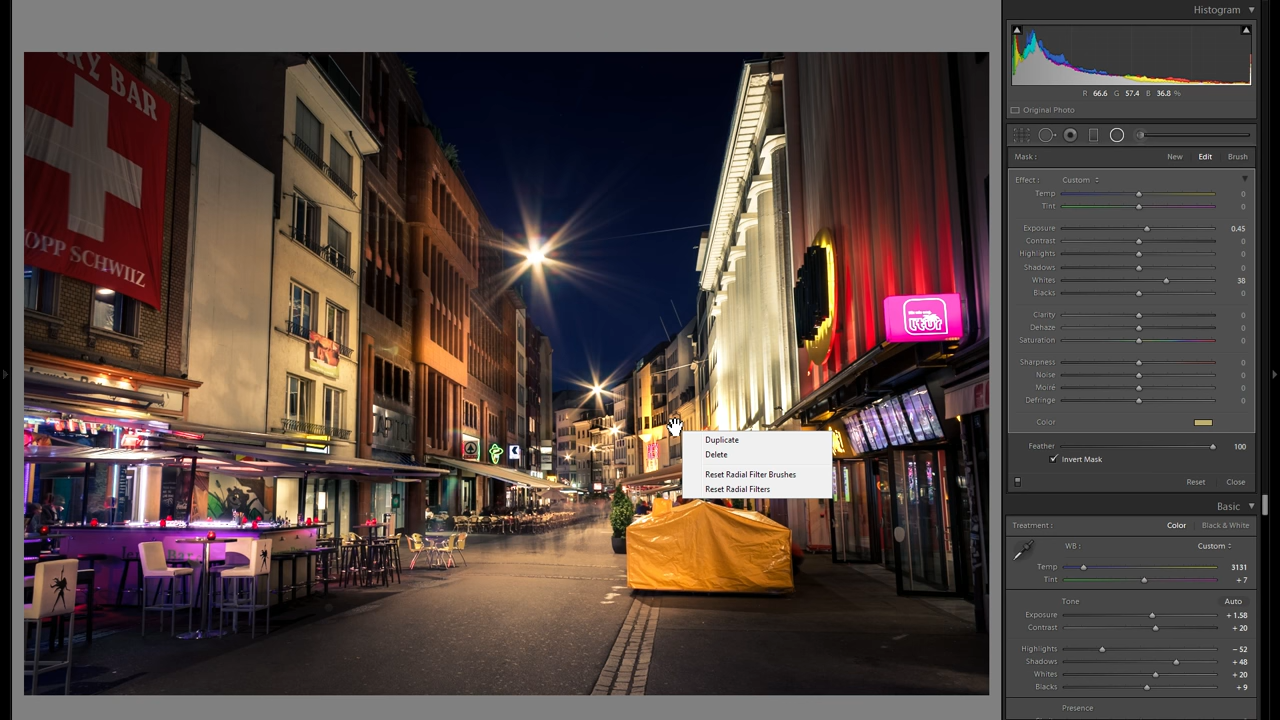 Histogram
R 66.6 G 57.4 B 36.8 %
Original Photo
Mask : New Edit Brush
Effect : Custom
Temp 0
Tint 0
Exposure 0.45
Contrast 0
Highlights 0
Shadows 0
Whites 38
Blacks 0
Clarity 0
Dehaze 0
Saturation 0
Sharpness 0
Noise 0
Moiré 0
Defringe 0
Color
Feather 100
Invert Mask
Reset Close
Basic
Treatment : Color Black & White
WB : Custom
Temp 3131
Tint + 7
Tone Auto
Exposure + 1.58
Contrast + 20
Highlights − 52
Shadows + 48
Whites + 20
Blacks + 9
Presence
Duplicate
Delete
Reset Radial Filter Brushes
Reset Radial Filters
BAR
OPP SCHWIIZ
l'tur